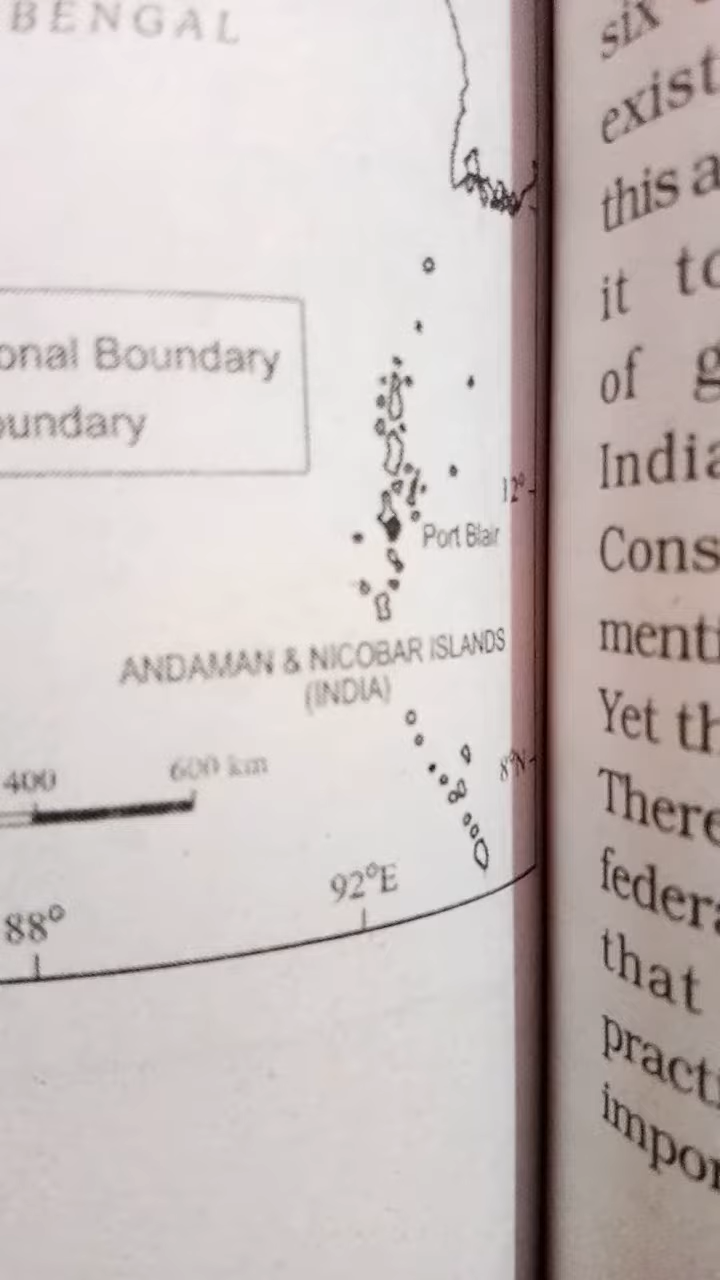 BENGAL
onal Boundary
oundary
12°
Port Blair
ANDAMAN & NICOBAR ISLANDS
(INDIA)
8°N
400 600 km
92°E
88°
six
exist
this a
it to
of g
India
Cons
menti
Yet th
There
federa
that
practi
impor